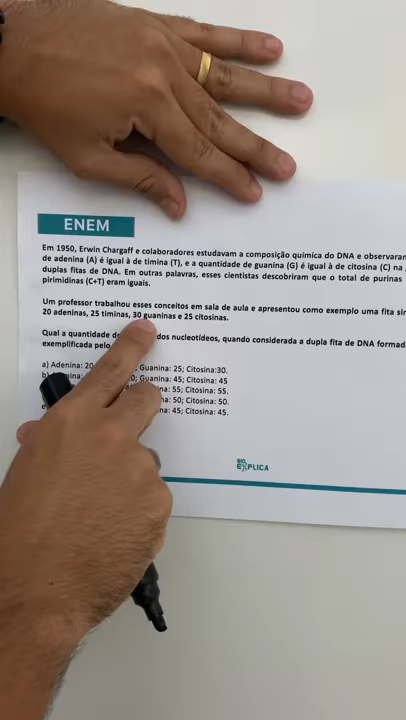 ENEM
Em 1950, Erwin Chargaff e colaboradores estudavam a composição química do DNA e observaram
de adenina (A) é igual à de timina (T), e a quantidade de guanina (G) é igual à de citosina (C) na
duplas fitas de DNA. Em outras palavras, esses cientistas descobriram que o total de purinas
pirimidinas (C+T) eram iguais.
Um professor trabalhou esses conceitos em sala de aula e apresentou como exemplo uma fita
20 adeninas, 25 timinas, 30 guaninas e 25 citosinas.
Qual a quantidade dos nucleotídeos, quando considerada a dupla fita de DNA
exemplificada pelo
a) Adenina: 20 Guanina: 25; Citosina:30.
b) 0; Guanina: 45; Citosina: 45
na: 55; Citosina: 55.
na: 50; Citosina: 50.
na: 45; Citosina: 45.
BIO
EXPLICA